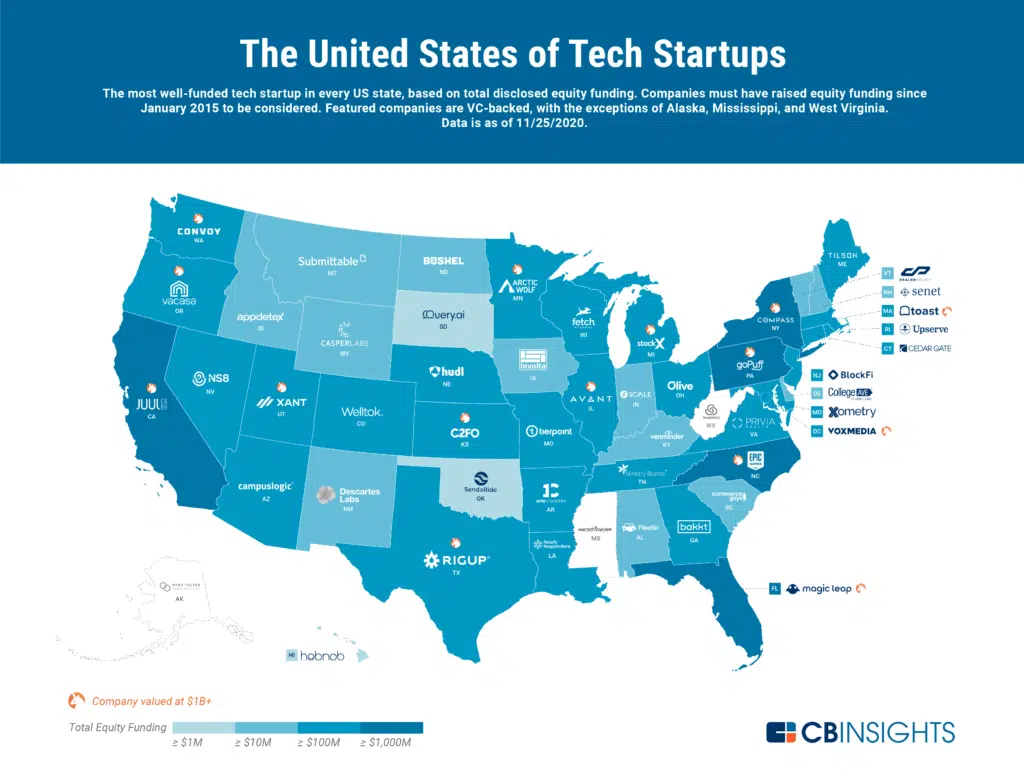 The United States of Tech Startups
The most well-funded tech startup in every US state, based on total disclosed equity funding. Companies must have raised equity funding since
January 2015 to be considered. Featured companies are VC-backed, with the exceptions of Alaska, Mississippi, and West Virginia.
Data is as of 11/25/2020.
CONVOY
WA
vacasa
OR
JUUL
CA
NS8
NV
appdetex
ID
Submittable
MT
CASPERLABS
WY
XANT
UT
Welltok.
CO
campuslogic
AZ
Descartes
Labs
NM
BUSHEL
ND
Query.ai
SD
hudl
NE
C2FO
KS
SendaRide
OK
RIGUP
TX
ARCTIC
WOLF
MN
Involta
IA
tierpoint
MO
AR
Ready
Responders
LA
fetch
WI
AVANT
IL
stockX
MI
SCALE
IN
Olive
OH
venminder
KY
Ministry Brands
TN
MS
Fleetio
AL
bakkt
GA
commerce
guys
SC
EPIC
GAMES
NC
PRIVIA
VA
WV
goPuff
PA
COMPASS
NY
TILSON
ME
VT
NH senet
MA toast
RI Upserve
CT CEDAR GATE
NJ BlockFi
DE College AVE
MD Xometry
DC VOXMEDIA
FL magic leap
AK
HI hobnob
Company valued at $1B+
Total Equity Funding
≥ $1M ≥ $10M ≥ $100M ≥ $1,000M
CBINSIGHTS